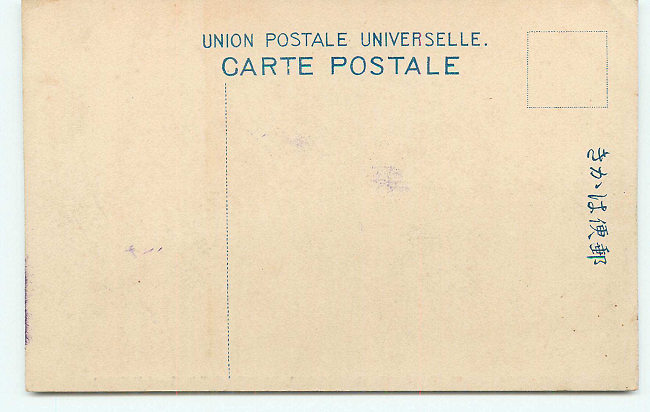 UNION POSTALE UNIVERSELLE.
CARTE POSTALE
郵便はかき